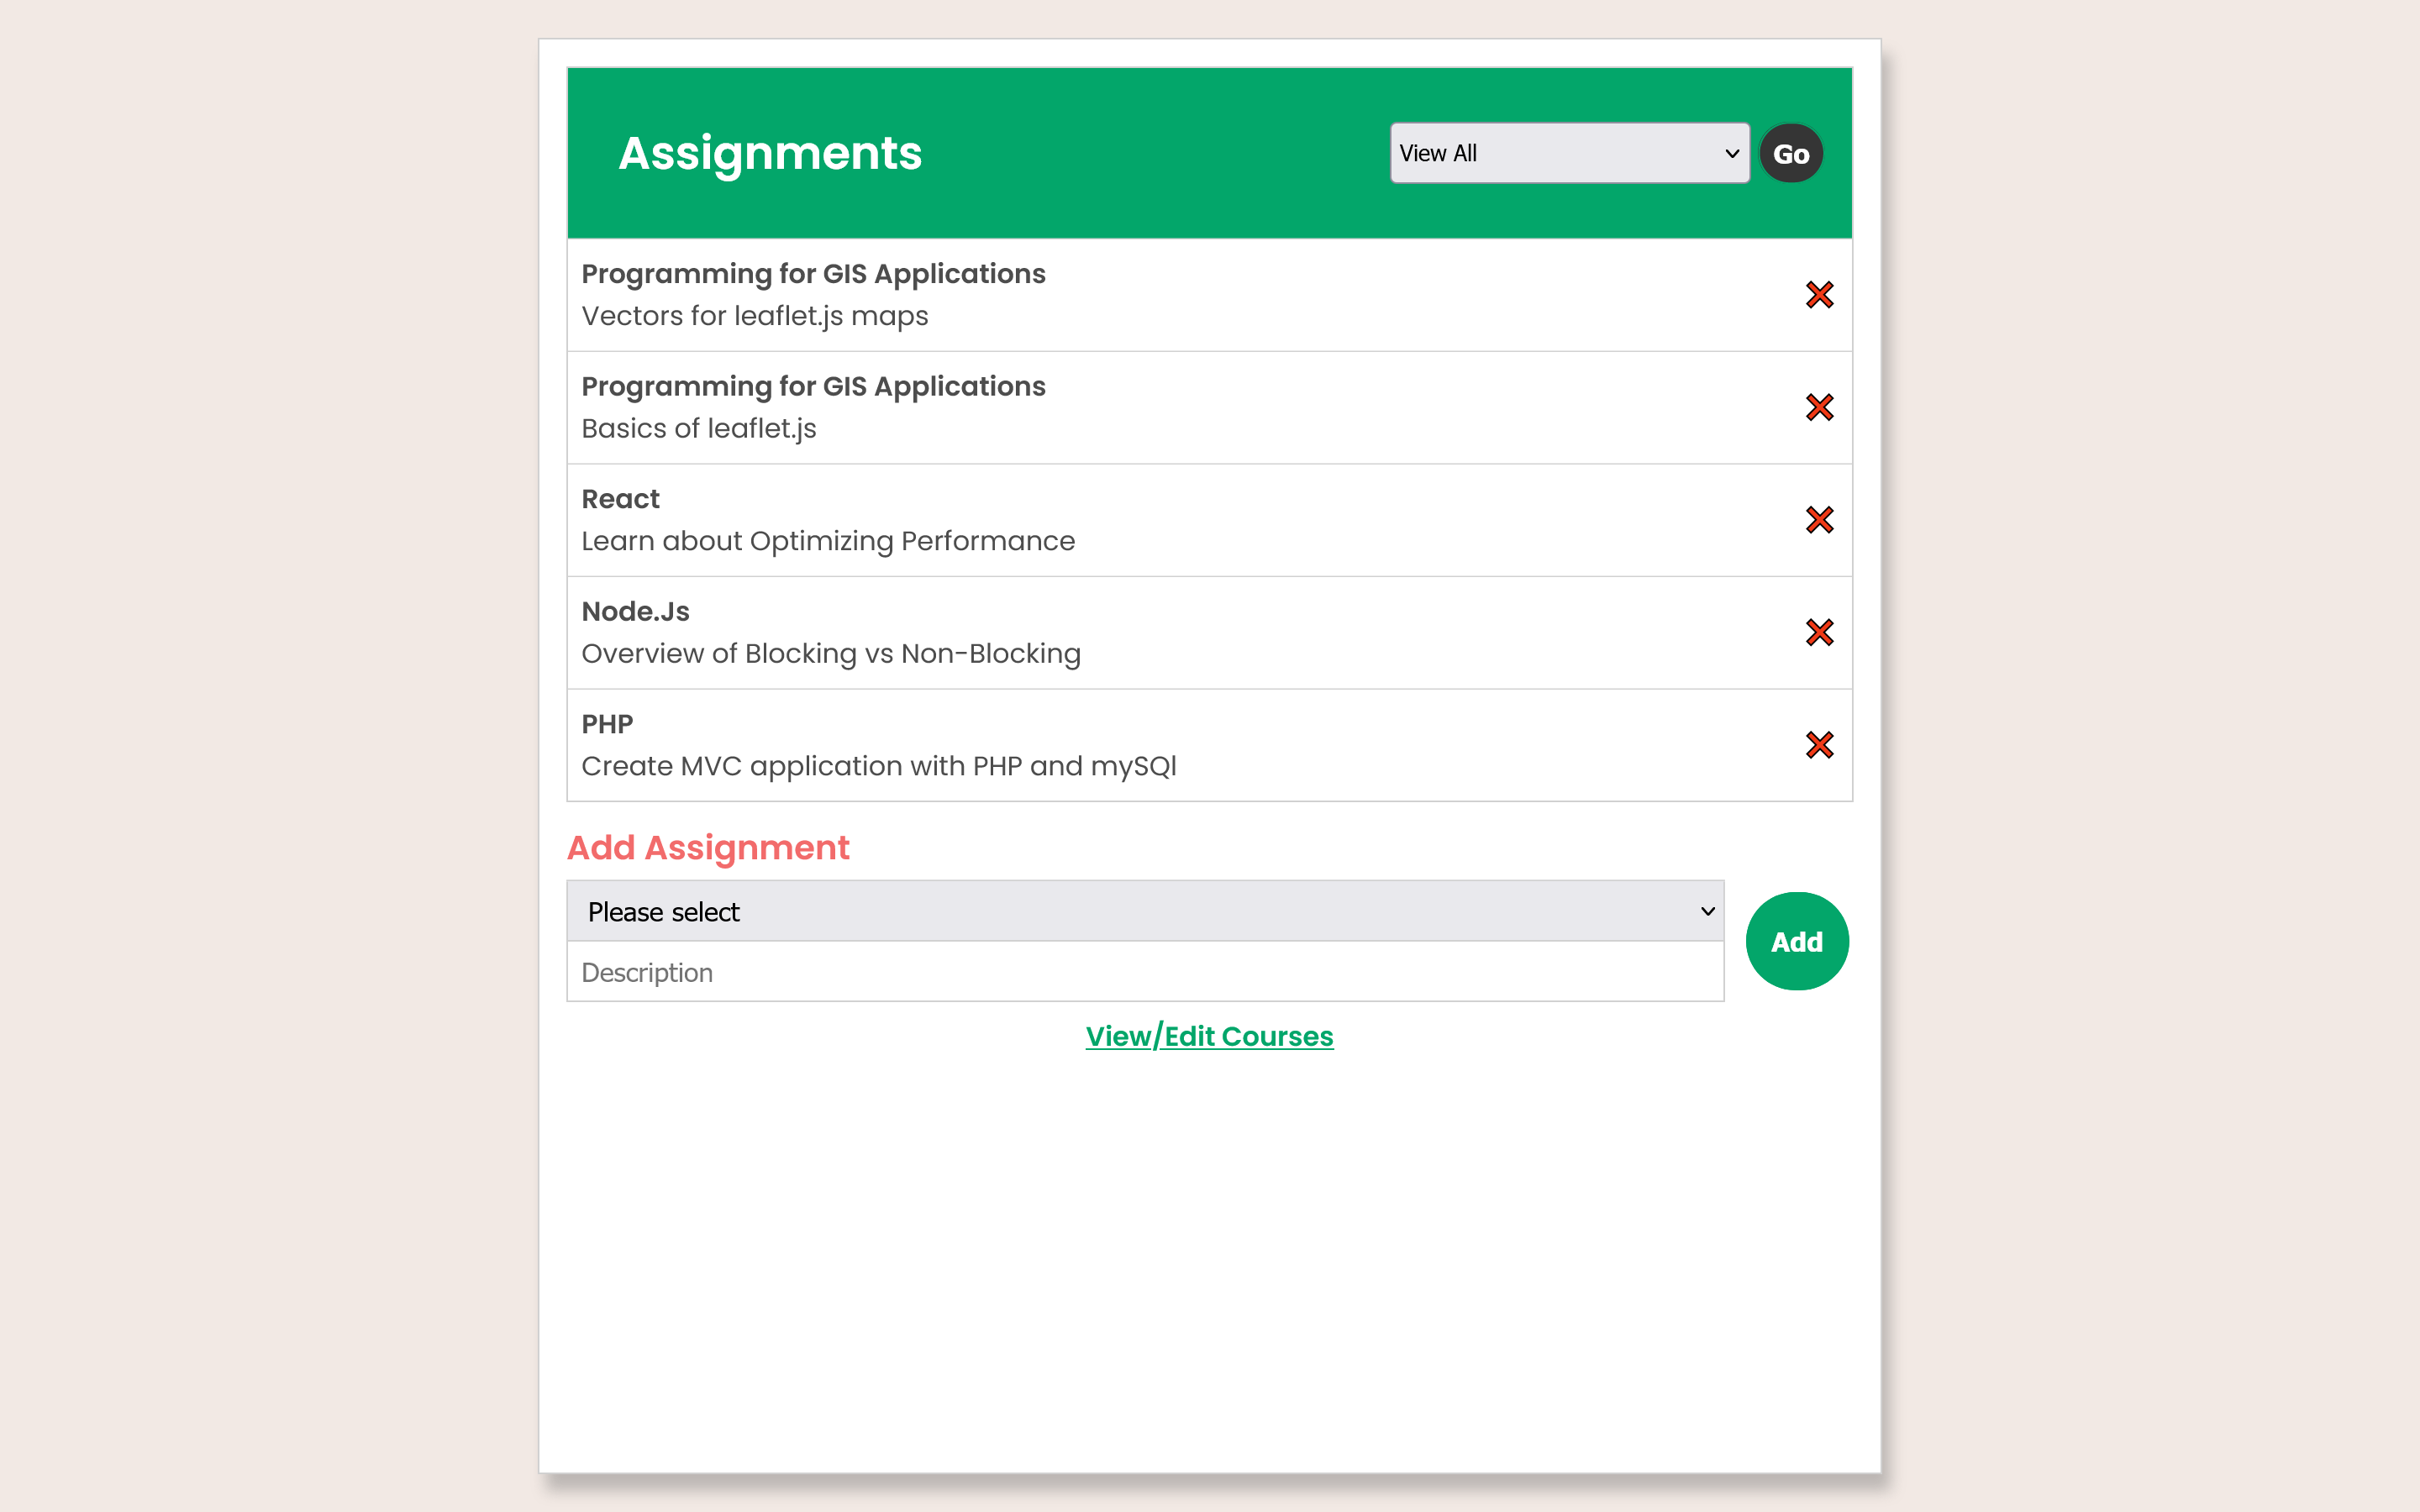 Assignments
View All
Go
Programming for GIS Applications
Vectors for leaflet.js maps
Programming for GIS Applications
Basics of leaflet.js
React
Learn about Optimizing Performance
Node.Js
Overview of Blocking vs Non-Blocking
PHP
Create MVC application with PHP and mySQl
Add Assignment
Please select
Description
Add
View/Edit Courses